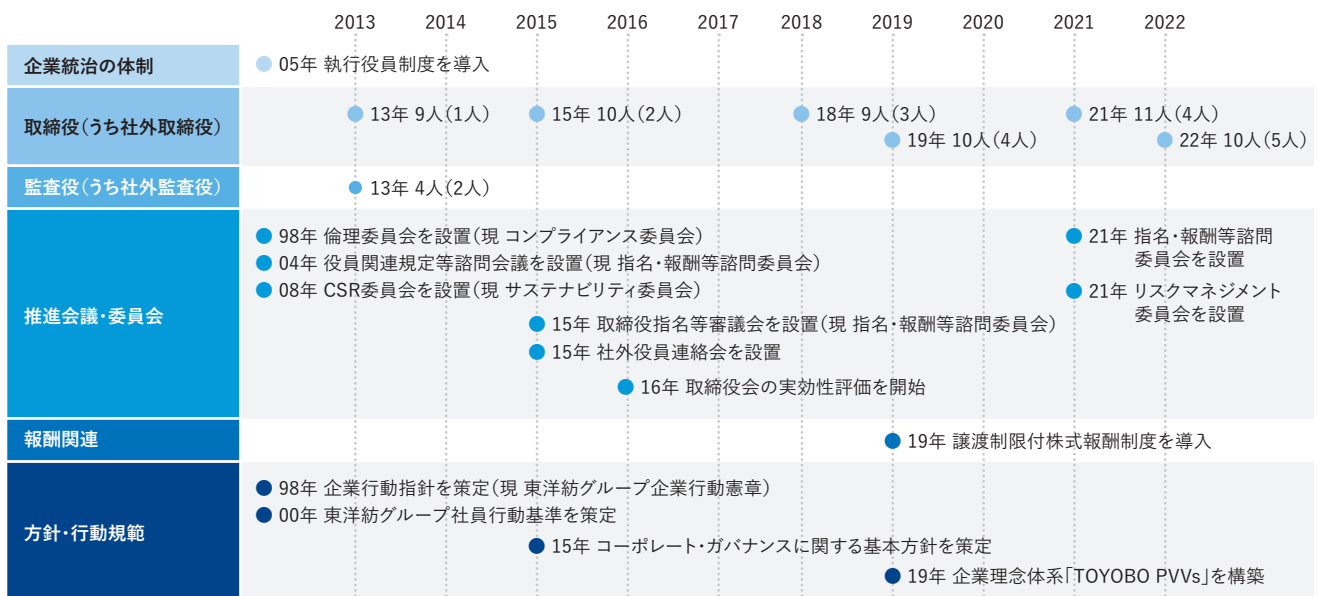 2013 2014 2015 2016 2017 2018 2019 2020 2021 2022
企業統治の体制
05年 執行役員制度を導入
取締役（うち社外取締役）
13年 9人（1人）
15年 10人（2人）
18年 9人（3人）
19年 10人（4人）
21年 11人（4人）
22年 10人（5人）
監査役（うち社外監査役）
13年 4人（2人）
推進会議・委員会
98年 倫理委員会を設置（現 コンプライアンス委員会）
04年 役員関連規定等諮問会議を設置（現 指名・報酬等諮問委員会）
08年 CSR委員会を設置（現 サステナビリティ委員会）
15年 取締役指名等審議会を設置（現 指名・報酬等諮問委員会）
15年 社外役員連絡会を設置
16年 取締役会の実効性評価を開始
21年 指名・報酬等諮問
委員会を設置
21年 リスクマネジメント
委員会を設置
報酬関連
19年 譲渡制限付株式報酬制度を導入
方針・行動規範
98年 企業行動指針を策定（現 東洋紡グループ企業行動憲章）
00年 東洋紡グループ社員行動基準を策定
15年 コーポレート・ガバナンスに関する基本方針を策定
19年 企業理念体系「TOYOBO PVVs」を構築